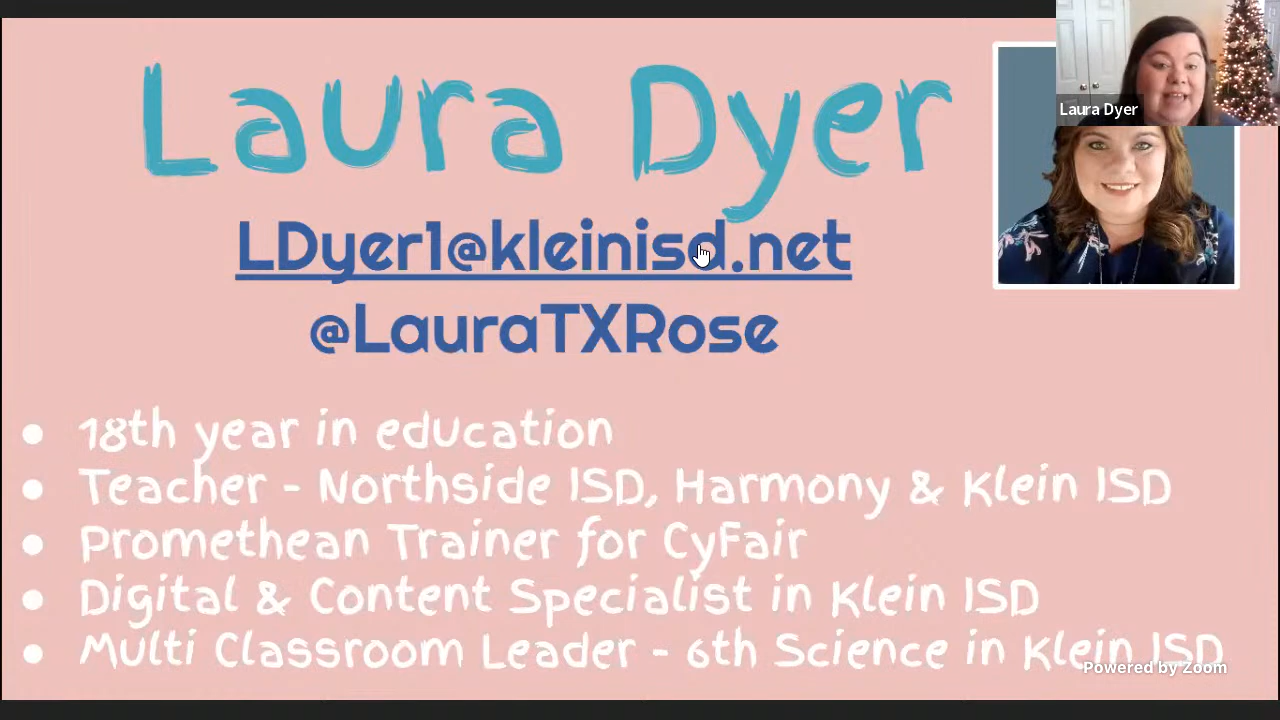 Laura Dyer
Laura Dyer
LDyer1@kleinisd.net
@LauraTXRose
18th year in education
Teacher - Northside ISD, Harmony & Klein ISD
Promethean Trainer for CyFair
Digital & Content Specialist in Klein ISD
Multi Classroom Leader - 6th Science in Klein ISD
Powered by Zoom